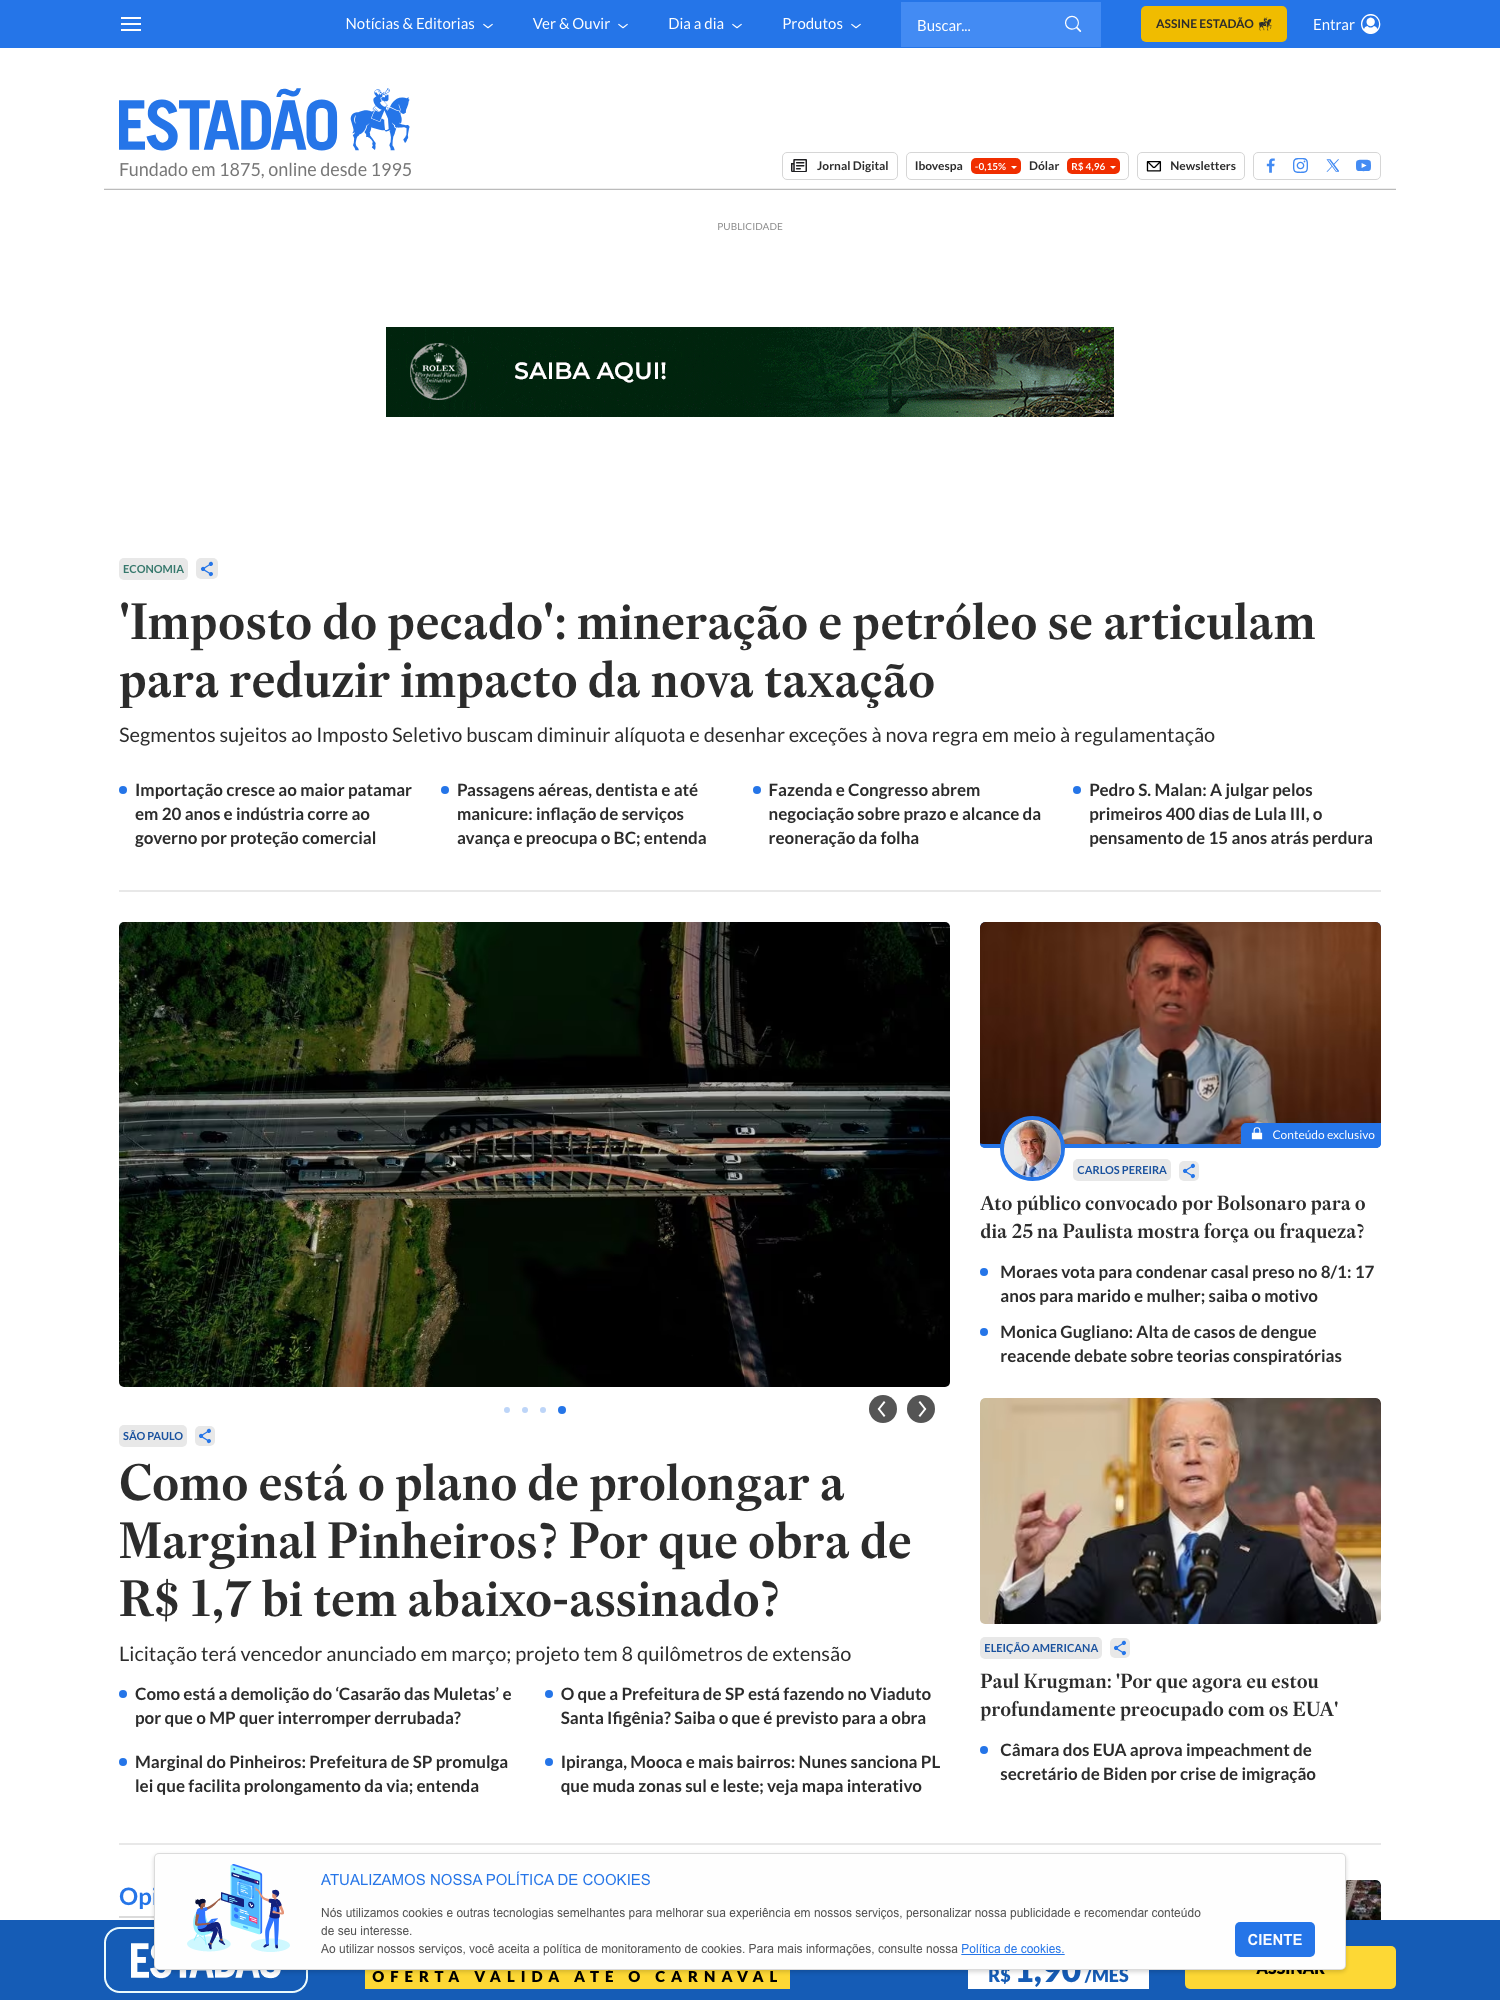 Notícias & Editorias
Ver & Ouvir
Dia a dia
Produtos
Buscar...
ASSINE ESTADÃO
Entrar
ESTADÃO
Fundado em 1875, online desde 1995
Jornal Digital
Ibovespa -0,15% Dólar R$ 4,96
Newsletters
PUBLICIDADE
ROLEX
Perpetual Planet
Initiative
SAIBA AQUI!
ECONOMIA
'Imposto do pecado': mineração e petróleo se articulam
para reduzir impacto da nova taxação
Segmentos sujeitos ao Imposto Seletivo buscam diminuir alíquota e desenhar exceções à nova regra em meio à regulamentação
Importação cresce ao maior patamar
em 20 anos e indústria corre ao
governo por proteção comercial
Passagens aéreas, dentista e até
manicure: inflação de serviços
avança e preocupa o BC; entenda
Fazenda e Congresso abrem
negociação sobre prazo e alcance da
reoneração da folha
Pedro S. Malan: A julgar pelos
primeiros 400 dias de Lula III, o
pensamento de 15 anos atrás perdura
Conteúdo exclusivo
CARLOS PEREIRA
Ato público convocado por Bolsonaro para o
dia 25 na Paulista mostra força ou fraqueza?
Moraes vota para condenar casal preso no 8/1: 17
anos para marido e mulher; saiba o motivo
Monica Gugliano: Alta de casos de dengue
reacende debate sobre teorias conspiratórias
SÃO PAULO
Como está o plano de prolongar a
Marginal Pinheiros? Por que obra de
R$ 1,7 bi tem abaixo-assinado?
Licitação terá vencedor anunciado em março; projeto tem 8 quilômetros de extensão
Como está a demolição do ‘Casarão das Muletas’ e
por que o MP quer interromper derrubada?
O que a Prefeitura de SP está fazendo no Viaduto
Santa Ifigênia? Saiba o que é previsto para a obra
Marginal do Pinheiros: Prefeitura de SP promulga
lei que facilita prolongamento da via; entenda
Ipiranga, Mooca e mais bairros: Nunes sanciona PL
que muda zonas sul e leste; veja mapa interativo
ELEIÇÃO AMERICANA
Paul Krugman: 'Por que agora eu estou
profundamente preocupado com os EUA'
Câmara dos EUA aprova impeachment de
secretário de Biden por crise de imigração
Opi
ATUALIZAMOS NOSSA POLÍTICA DE COOKIES
Nós utilizamos cookies e outras tecnologias semelhantes para melhorar sua experiência em nossos serviços, personalizar nossa publicidade e recomendar conteúdo
de seu interesse.
Ao utilizar nossos serviços, você aceita a política de monitoramento de cookies. Para mais informações, consulte nossa Política de cookies.
CIENTE
ESTADÃO
OFERTA VÁLIDA ATÉ O CARNAVAL
R$ 1,90/MÊS
ASSINAR